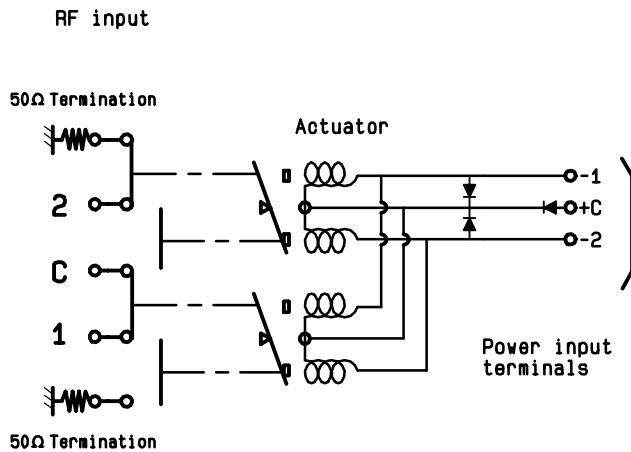 RF input
50Ω Termination
Actuator
-1
2
+C
-2
C
1
Power input
terminals
50Ω Termination